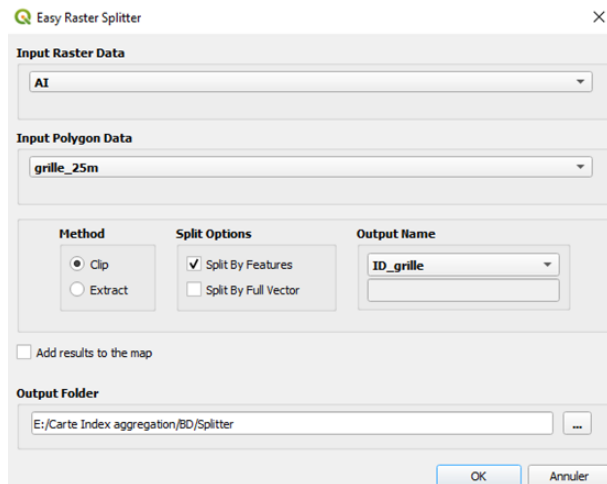 Easy Raster Splitter
Input Raster Data
AI
Input Polygon Data
grille_25m
Method
Split Options
Output Name
Clip
Split By Features
ID_grille
Extract
Split By Full Vector
Add results to the map
Output Folder
E:/Carte Index aggregation/BD/Splitter
...
OK
Annuler